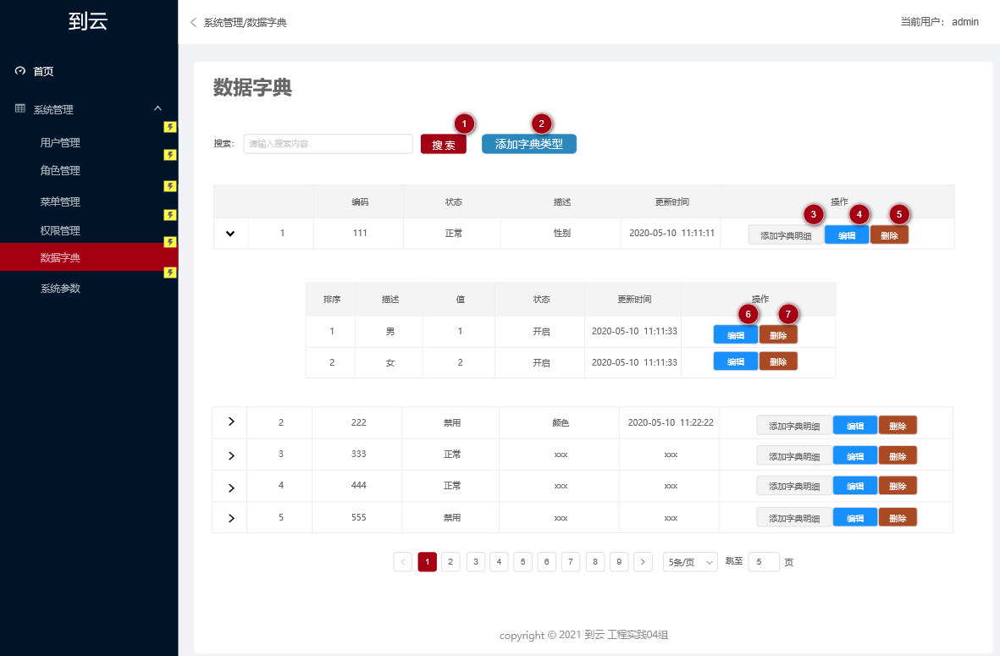 到云
系统管理/数据字典
当前用户： admin
首页
系统管理
用户管理
角色管理
菜单管理
权限管理
数据字典
系统参数
数据字典
搜索： 请输入搜索内容 搜 索 1 添加字典类型 2
编码 状态 描述 更新时间 操作
3 4 5
1 111 正常 性别 2020-05-10 11:11:11 添加字典明细 编辑 删除
排序 描述 值 状态 更新时间 操作
6 7
1 男 1 开启 2020-05-10 11:11:33 编辑 删除
2 女 2 开启 2020-05-10 11:11:33 编辑 删除
2 222 禁用 颜色 2020-05-10 11:22:22 添加字典明细 编辑 删除
3 333 正常 xxx xxx 添加字典明细 编辑 删除
4 444 正常 xxx xxx 添加字典明细 编辑 删除
5 555 禁用 xxx xxx 添加字典明细 编辑 删除
1 2 3 4 5 6 7 8 9 5条/页 跳至 5 页
copyright © 2021 到云 工程实践04组